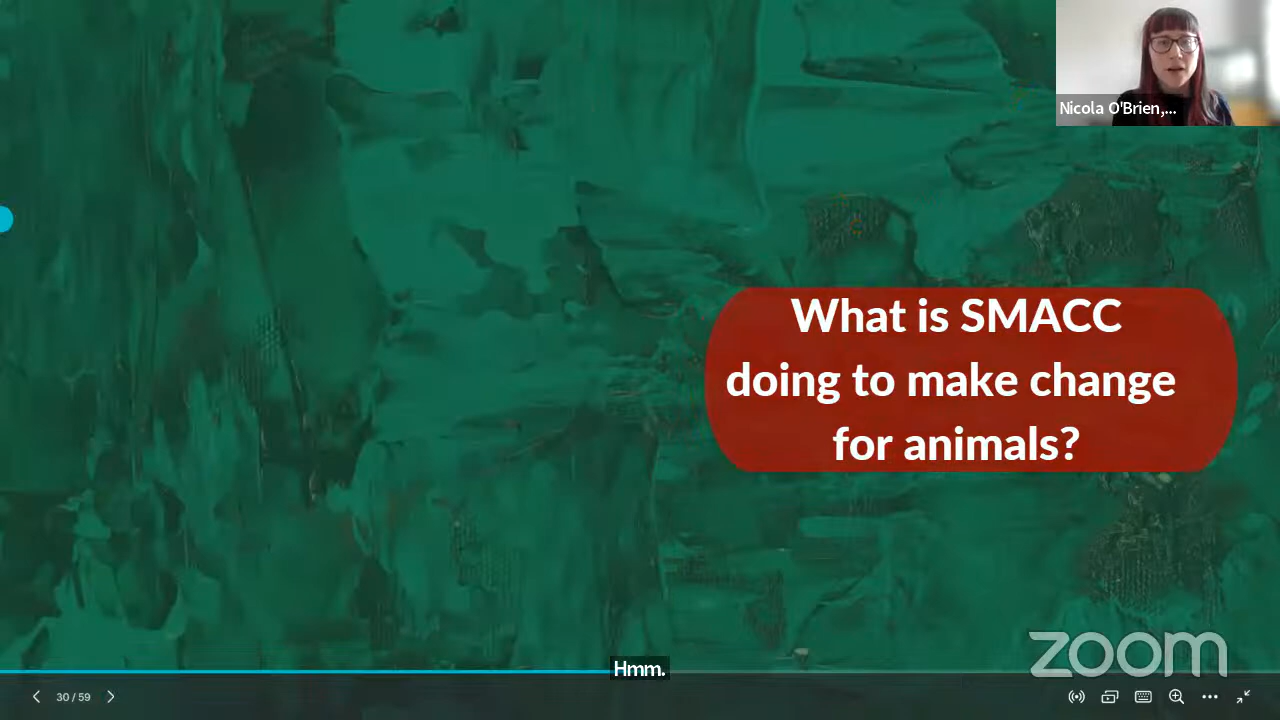 Nicola O'Brien,...
What is SMACC
doing to make change
for animals?
zoom
Hmm.
30 / 59